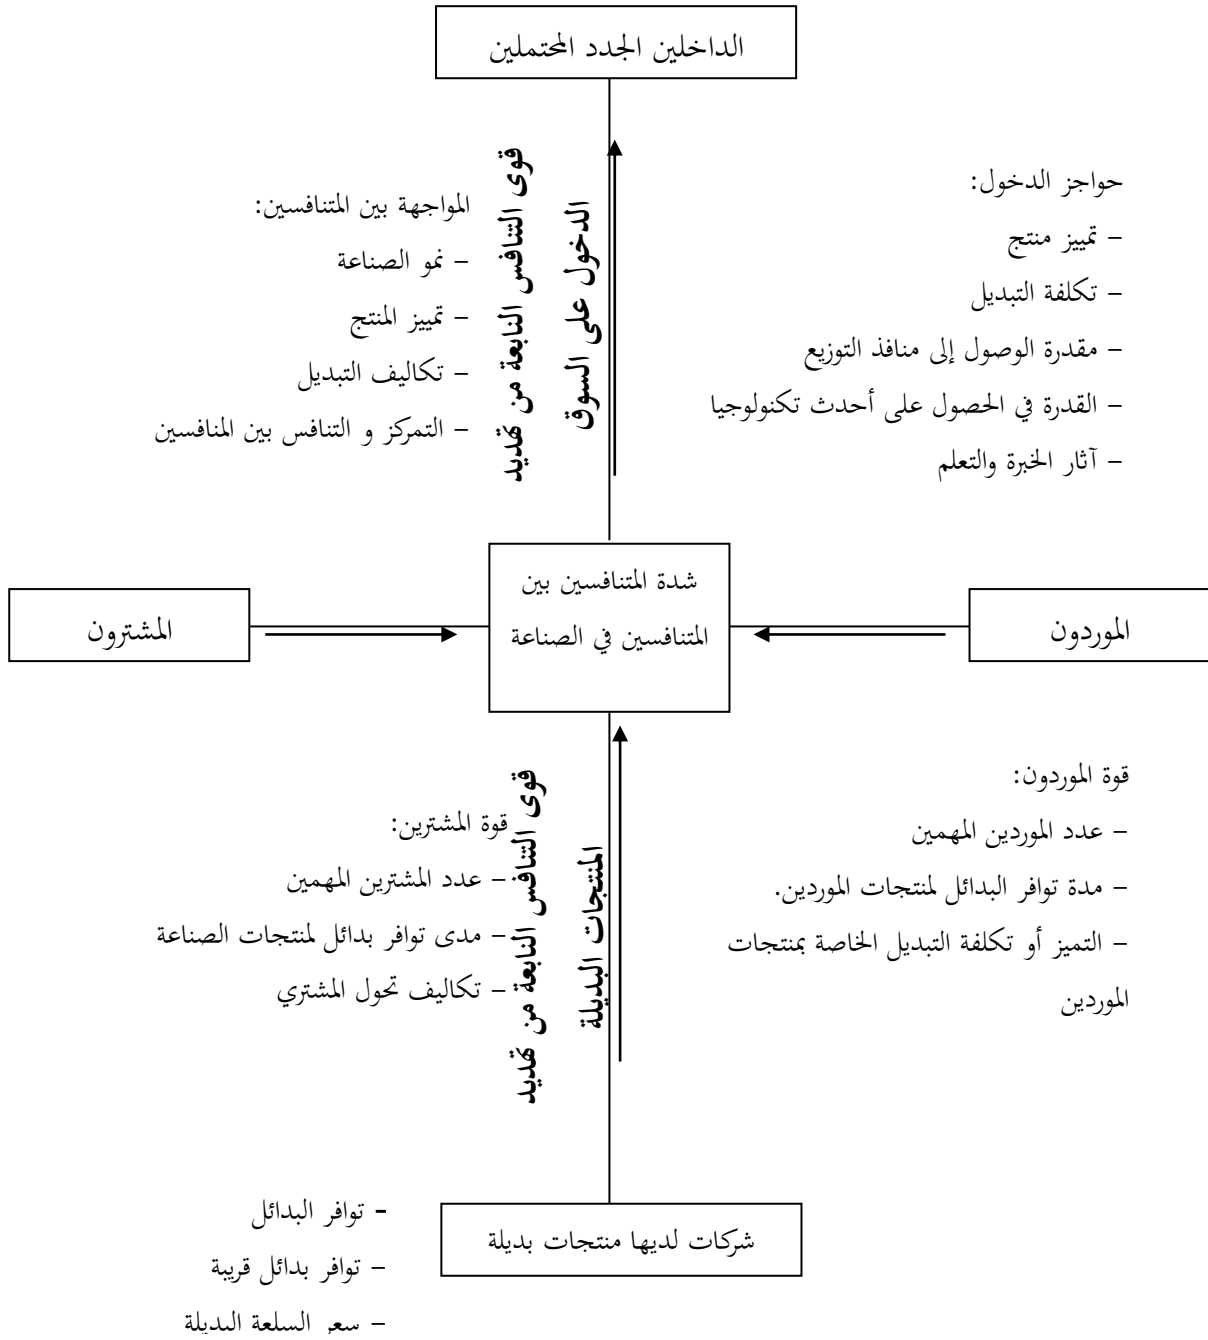 الداخلين الجدد المحتملين
حواجز الدخول:
– تمييز منتج
– تكلفة التبديل
– مقدرة الوصول إلى منافذ التوزيع
– القدرة في الحصول على أحدث تكنولوجيا
– آثار الخبرة والتعلم
قوى التنافس النابعة من تهديد
الدخول على السوق
المواجهة بين المتنافسين:
– نمو الصناعة
– تمييز المنتج
– تكاليف التبديل
– التمركز و التنافس بين المنافسين
الموردون
شدة المتنافسين بين
المتنافسين في الصناعة
المشترون
قوة الموردون:
– عدد الموردين المهمين
– مدة توافر البدائل لمنتجات الموردين.
– التميز أو تكلفة التبديل الخاصة بمنتجات
الموردين
قوى التنافس النابعة من تهديد
المنتجات البديلة
قوة المشترين:
– عدد المشترين المهمين
– مدى توافر بدائل لمنتجات الصناعة
– تكاليف تحول المشتري
شركات لديها منتجات بديلة
- توافر البدائل
– توافر بدائل قريبة
– سعر السلعة البديلة